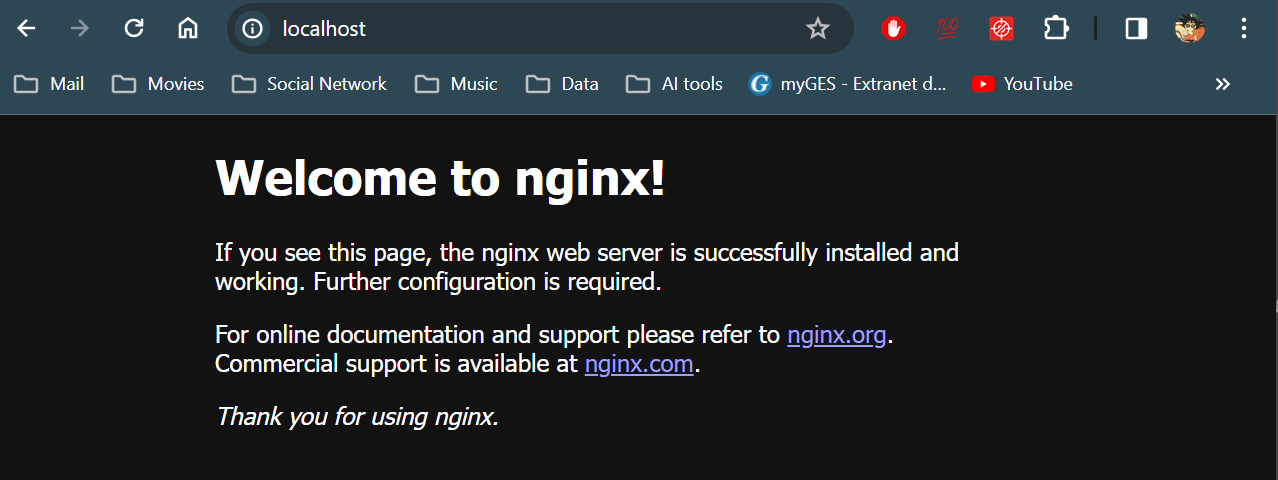 localhost
100
Mail Movies Social Network Music Data AI tools G myGES - Extranet d... YouTube
Welcome to nginx!
If you see this page, the nginx web server is successfully installed and
working. Further configuration is required.
For online documentation and support please refer to nginx.org.
Commercial support is available at nginx.com.
Thank you for using nginx.